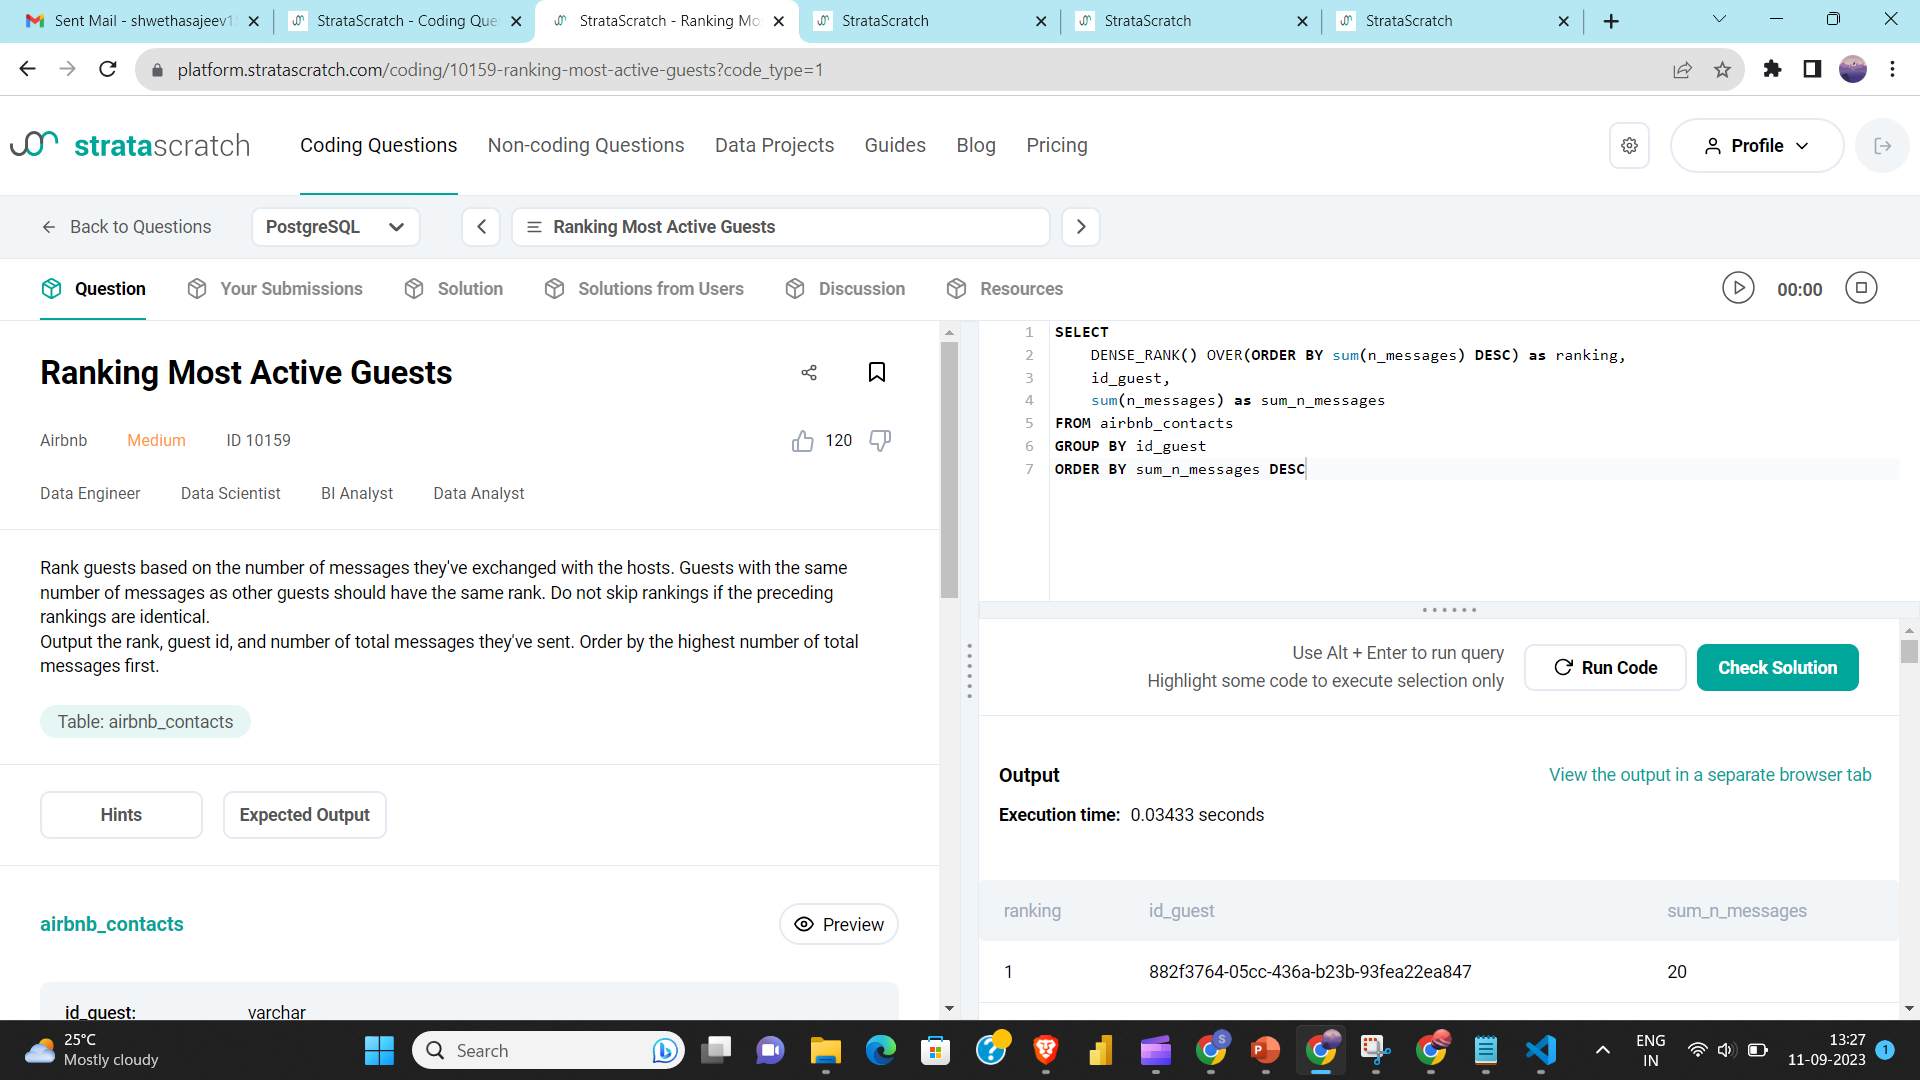 Sent Mail - shwethasajeev1
StrataScratch - Coding Que
StrataScratch - Ranking Mo
StrataScratch
StrataScratch
StrataScratch
platform.stratascratch.com/coding/10159-ranking-most-active-guests?code_type=1
stratascratch
Coding Questions
Non-coding Questions
Data Projects
Guides
Blog
Pricing
Profile
Back to Questions
PostgreSQL
Ranking Most Active Guests
Question
Your Submissions
Solution
Solutions from Users
Discussion
Resources
00:00
Ranking Most Active Guests
Airbnb
Medium
ID 10159
120
Data Engineer
Data Scientist
BI Analyst
Data Analyst
Rank guests based on the number of messages they've exchanged with the hosts. Guests with the same
number of messages as other guests should have the same rank. Do not skip rankings if the preceding
rankings are identical.
Output the rank, guest id, and number of total messages they've sent. Order by the highest number of total
messages first.
Table: airbnb_contacts
Hints
Expected Output
airbnb_contacts
Preview
id_guest:
varchar
1 SELECT
2 DENSE_RANK() OVER(ORDER BY sum(n_messages) DESC) as ranking,
3 id_guest,
4 sum(n_messages) as sum_n_messages
5 FROM airbnb_contacts
6 GROUP BY id_guest
7 ORDER BY sum_n_messages DESC
Use Alt + Enter to run query
Highlight some code to execute selection only
Run Code
Check Solution
Output
View the output in a separate browser tab
Execution time: 0.03433 seconds
ranking
id_guest
sum_n_messages
1
882f3764-05cc-436a-b23b-93fea22ea847
20
25°C
Mostly cloudy
Search
S
P
ENG
IN
13:27
11-09-2023
1